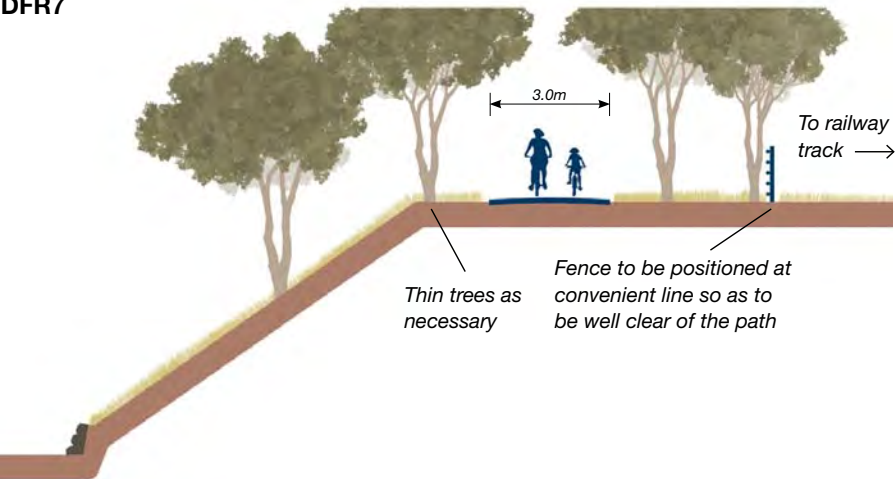 DFR7
3.0m
To railway
track
Thin trees as
necessary
Fence to be positioned at
convenient line so as to
be well clear of the path